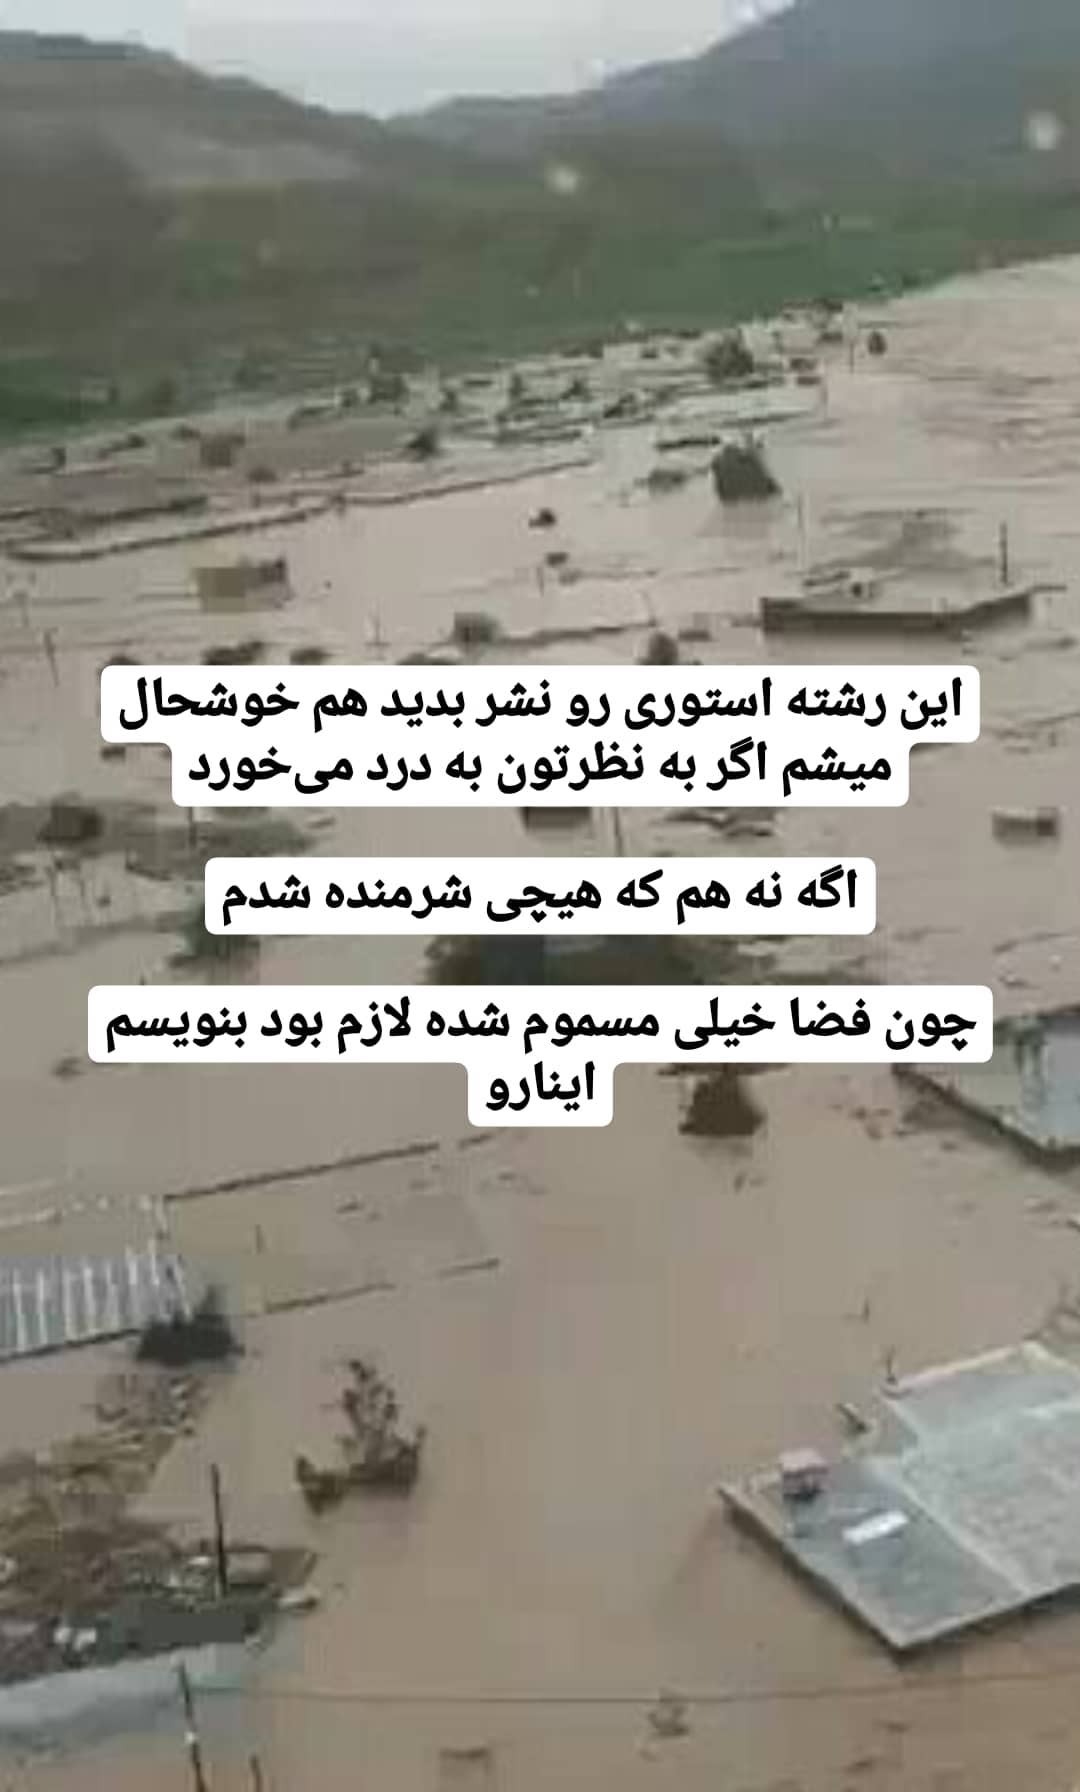 این رشته استوری رو نشر بدید هم خوشحال
میشم اگر به نظرتون به درد می‌خورد
اگه نه هم که هیچی شرمنده شدم
چون فضا خیلی مسموم شده لازم بود بنویسم
اینارو